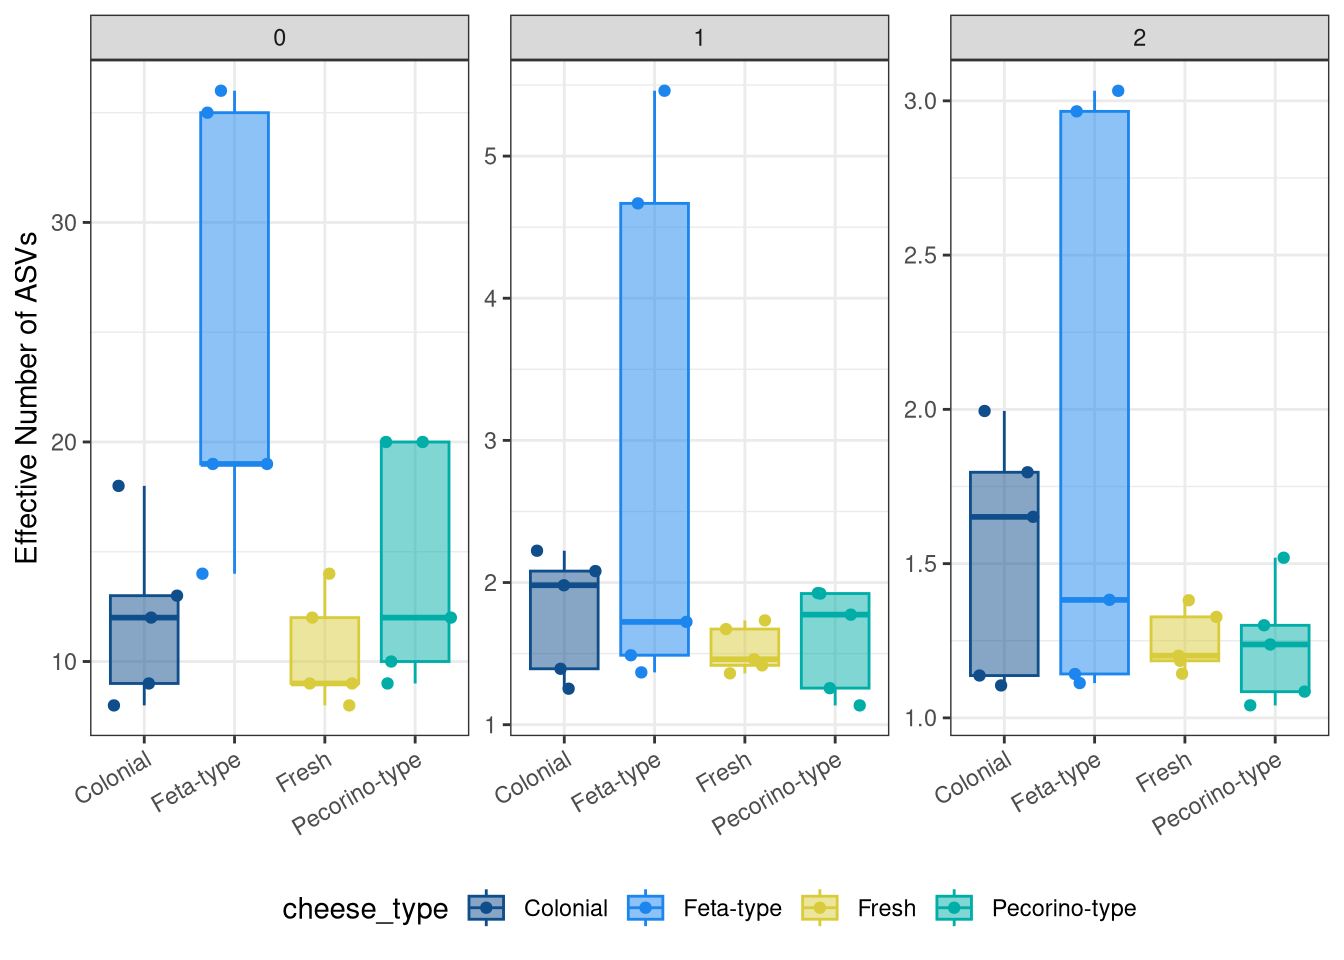 0 1 2
Effective Number of ASVs
30
20
10
5
4
3
2
1
3.0
2.5
2.0
1.5
1.0
Colonial Feta-type Fresh Pecorino-type
Colonial Feta-type Fresh Pecorino-type
Colonial Feta-type Fresh Pecorino-type
cheese_type Colonial Feta-type Fresh Pecorino-type